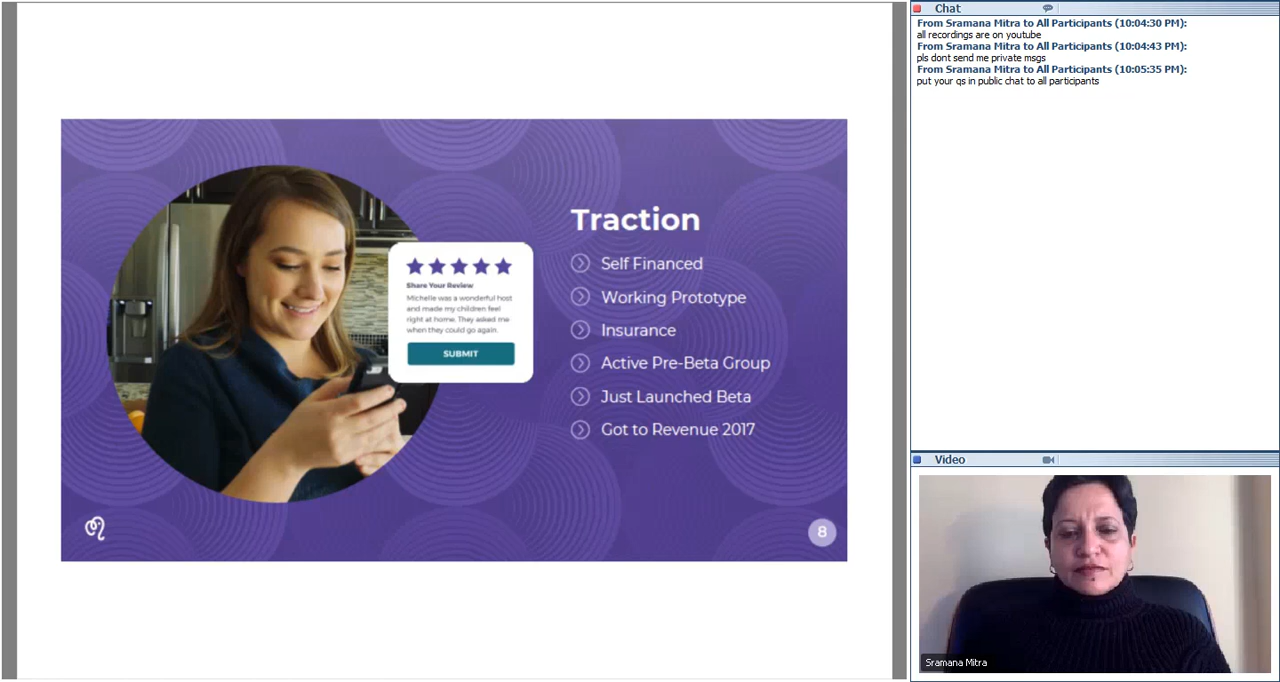 Traction
Self Financed
Working Prototype
Insurance
Active Pre-Beta Group
Just Launched Beta
Got to Revenue 2017
Share Your Review
Michelle was a wonderful host
and made my children feel
right at home. They asked me
when they could go again.
SUBMIT
8
Chat
From Sramana Mitra to All Participants (10:04:30 PM):
all recordings are on youtube
From Sramana Mitra to All Participants (10:04:43 PM):
pls dont send me private msgs
From Sramana Mitra to All Participants (10:05:35 PM):
put your qs in public chat to all participants
Video
Sramana Mitra